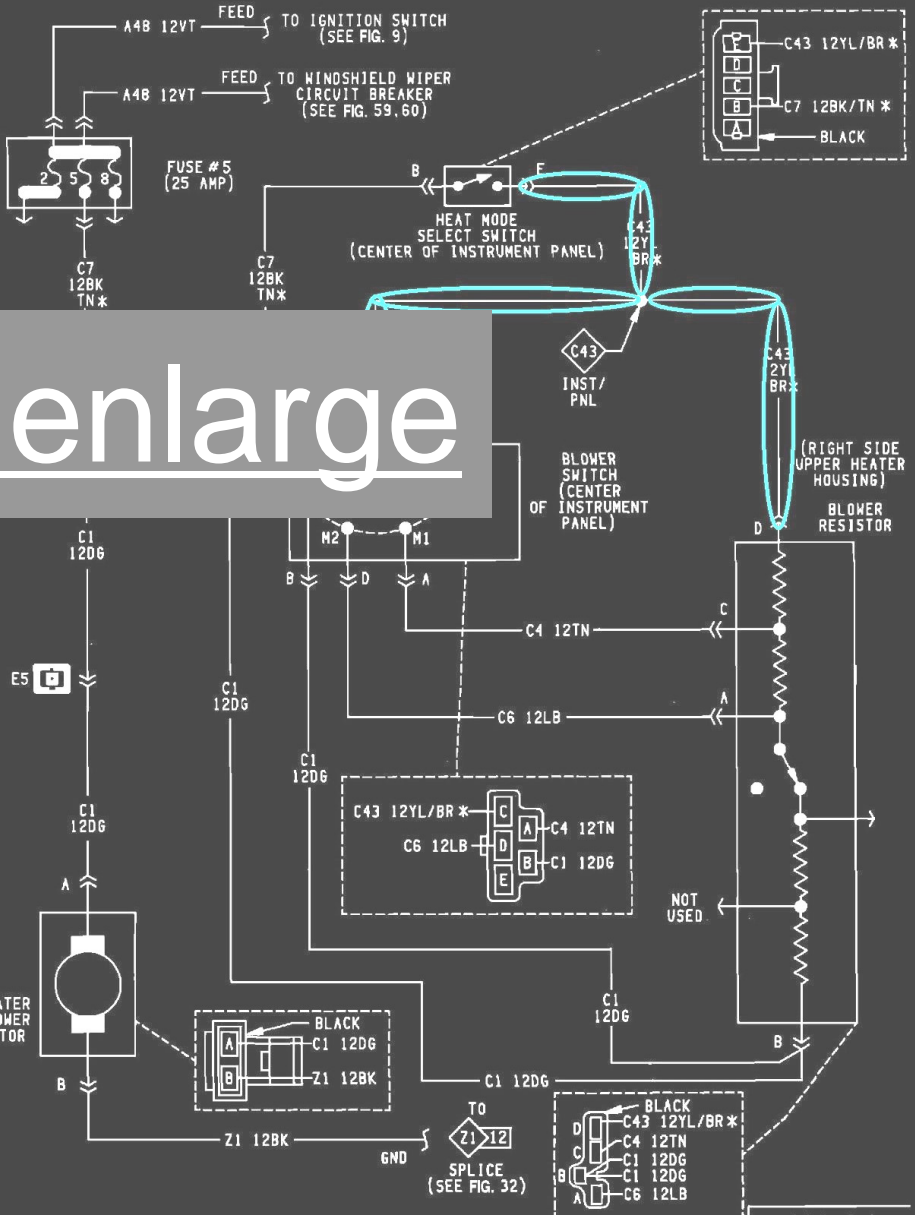 A4B 12VT
FEED
TO IGNITION SWITCH
(SEE FIG. 9)
A4B 12VT
FEED
TO WINDSHIELD WIPER
CIRCUIT BREAKER
(SEE FIG. 59,60)
E
D
C
B
A
C43 12YL/BR*
C7 12BK/TN*
BLACK
2
5
8
FUSE #5
(25 AMP)
B
HEAT MODE
SELECT SWITCH
(CENTER OF INSTRUMENT PANEL)
C7
12BK
TN*
C7
12BK
TN*
C43
BR*
C43
INST/
PNL
C43
BR*
enlarge
BLOWER
SWITCH
(CENTER
OF INSTRUMENT
PANEL)
(RIGHT SIDE
UPPER HEATER
HOUSING)
BLOWER
RESISTOR
D
C1
12DG
M2
M1
B
D
A
C4 12TN
C
E5
C1
12DG
C6 12LB
A
C1
12DG
C1
12DG
C43 12YL/BR*
C6 12LB
C
D
E
A
B
C4 12TN
C1 12DG
A
NOT
USED
C1
12DG
BLACK
C1 12DG
Z1 12BK
A
B
B
C1 12DG
B
Z1 12BK
GND
TO
Z1 12
SPLICE
(SEE FIG. 32)
BLACK
C43 12YL/BR*
C4 12TN
C1 12DG
C1 12DG
C6 12LB
D
C
B
A